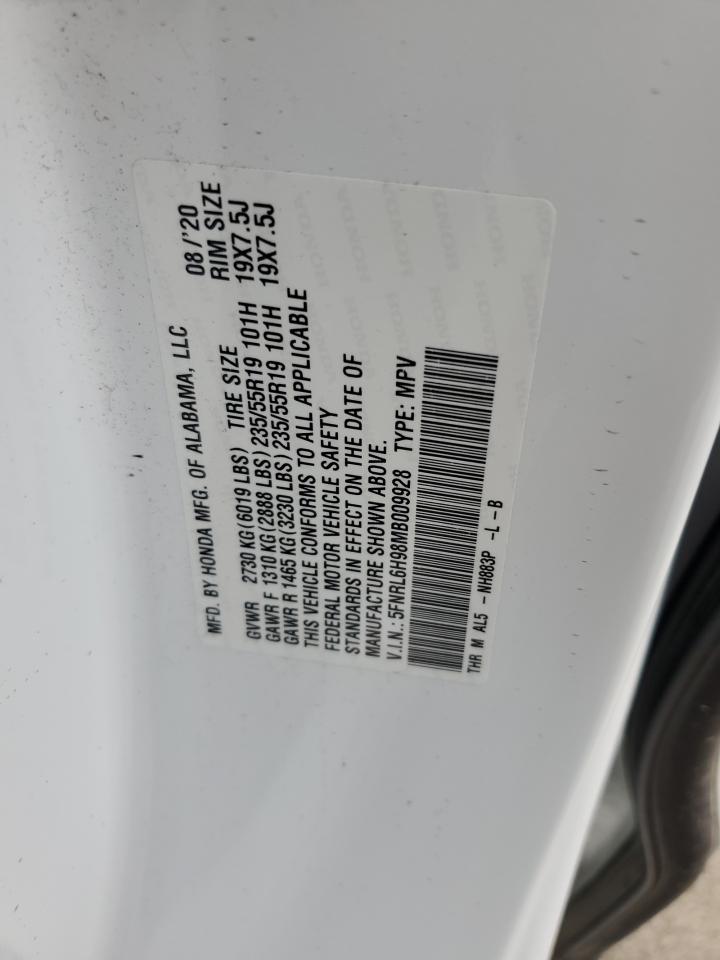 MFD. BY HONDA MFG. OF ALABAMA, LLC 08/'20
GVWR 2730 KG(6019 LBS) TIRE SIZE RIM SIZE
GAWR F 1310 KG(2888 LBS) 235/55R19 101H 19X7.5J
GAWR R 1465 KG(3230 LBS) 235/55R19 101H 19X7.5J
THIS VEHICLE CONFORMS TO ALL APPLICABLE
FEDERAL MOTOR VEHICLE SAFETY
STANDARDS IN EFFECT ON THE DATE OF
MANUFACTURE SHOWN ABOVE.
V.I.N.: 5FNRL6H98MB009928 TYPE: MPV
THR M AL5 - NH883P -L -B